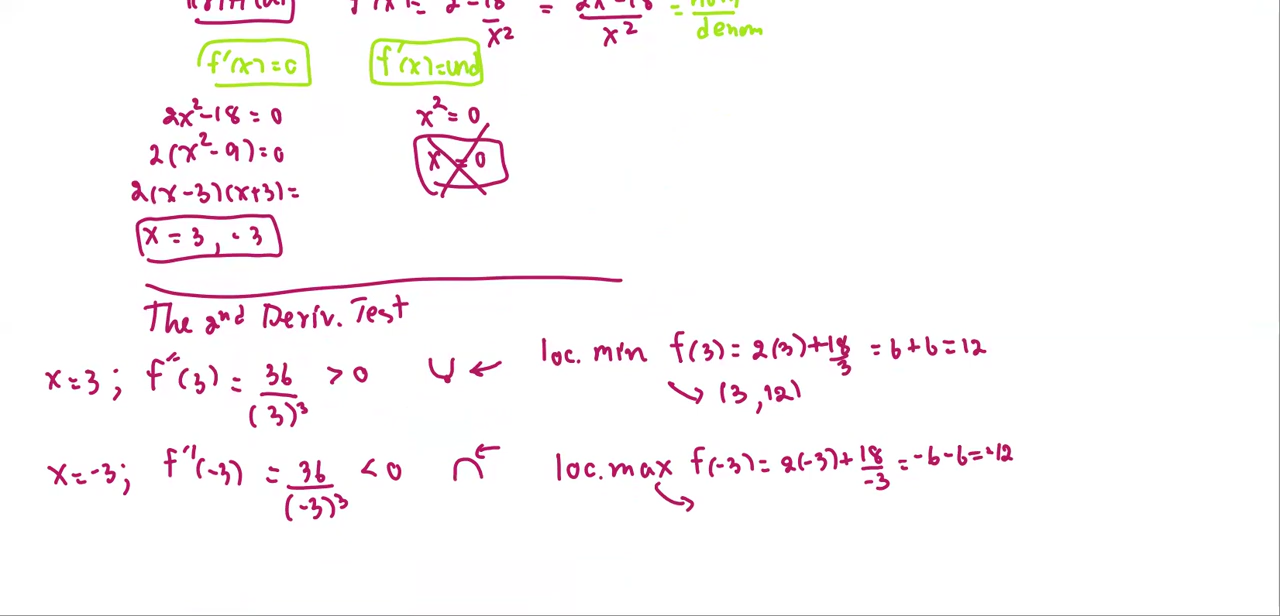 f'(x) = 2 - 18/x² = 2x²-18/x² = num/denom
f'(x) = 0
f'(x) = und
2x² - 18 = 0
x² = 0
2(x² - 9) = 0
x = 0
2(x-3)(x+3) =
x = 3, -3
The 2nd Deriv. Test
x = 3; f''(3) = 36/(3)³ > 0 ∪ ← loc. min f(3) = 2(3) + 18/3 = 6 + 6 = 12
↳ (3, 12)
x = -3; f''(-3) = 36/(-3)³ < 0 ∩ ← loc. max f(-3) = 2(-3) + 18/-3 = -6 - 6 = -12